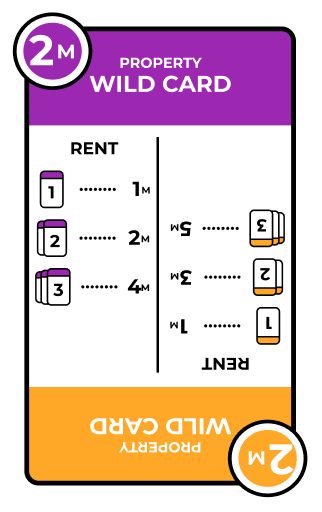 2M
PROPERTY
WILD CARD
RENT
1 ........ 1M
2 ........ 2M
3 ........ 4M
RENT
1 ........ 1M
2 ........ 3M
3 ........ 5M
PROPERTY
WILD CARD
2M